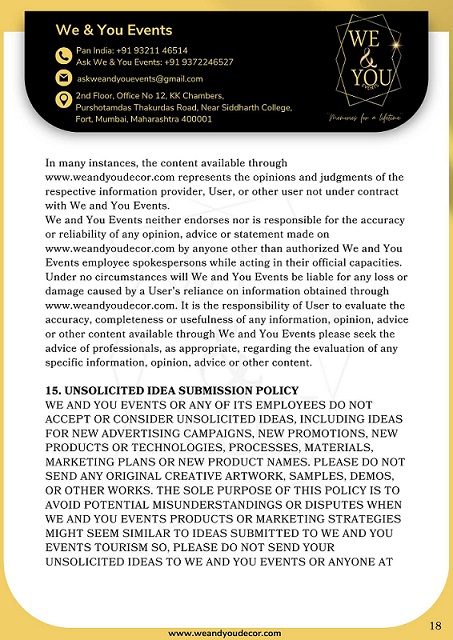 We & You Events
Pan India: +91 93211 46514
Ask We & You Events: +91 9372246527
askweandyouevents@gmail.com
2nd Floor, Office No 12, KK Chambers,
Purshotamdas Thakurdas Road, Near Siddharth College,
Fort, Mumbai, Maharashtra 400001
WE
&
YOU
EVENTS
Memories for a lifetime
In many instances, the content available through
www.weandyoudecor.com represents the opinions and judgments of the
respective information provider, User, or other user not under contract
with We and You Events.
We and You Events neither endorses nor is responsible for the accuracy
or reliability of any opinion, advice or statement made on
www.weandyoudecor.com by anyone other than authorized We and You
Events employee spokespersons while acting in their official capacities.
Under no circumstances will We and You Events be liable for any loss or
damage caused by a User's reliance on information obtained through
www.weandyoudecor.com. It is the responsibility of User to evaluate the
accuracy, completeness or usefulness of any information, opinion, advice
or other content available through We and You Events please seek the
advice of professionals, as appropriate, regarding the evaluation of any
specific information, opinion, advice or other content.
15. UNSOLICITED IDEA SUBMISSION POLICY
WE AND YOU EVENTS OR ANY OF ITS EMPLOYEES DO NOT
ACCEPT OR CONSIDER UNSOLICITED IDEAS, INCLUDING IDEAS
FOR NEW ADVERTISING CAMPAIGNS, NEW PROMOTIONS, NEW
PRODUCTS OR TECHNOLOGIES, PROCESSES, MATERIALS,
MARKETING PLANS OR NEW PRODUCT NAMES. PLEASE DO NOT
SEND ANY ORIGINAL CREATIVE ARTWORK, SAMPLES, DEMOS,
OR OTHER WORKS. THE SOLE PURPOSE OF THIS POLICY IS TO
AVOID POTENTIAL MISUNDERSTANDINGS OR DISPUTES WHEN
WE AND YOU EVENTS PRODUCTS OR MARKETING STRATEGIES
MIGHT SEEM SIMILAR TO IDEAS SUBMITTED TO WE AND YOU
EVENTS TOURISM SO, PLEASE DO NOT SEND YOUR
UNSOLICITED IDEAS TO WE AND YOU EVENTS OR ANYONE AT
18
www.weandyoudecor.com